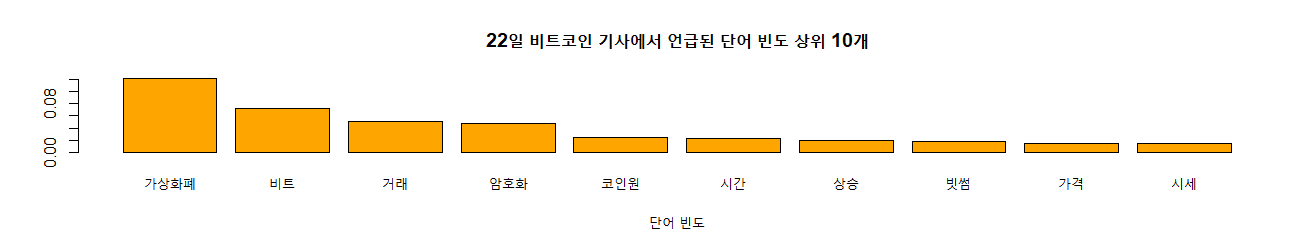 22일 비트코인 기사에서 언급된 단어 빈도 상위 10개
0.08
0.00
가상화폐 비트 거래 암호화 코인원 시간 상승 빗썸 가격 시세
단어 빈도